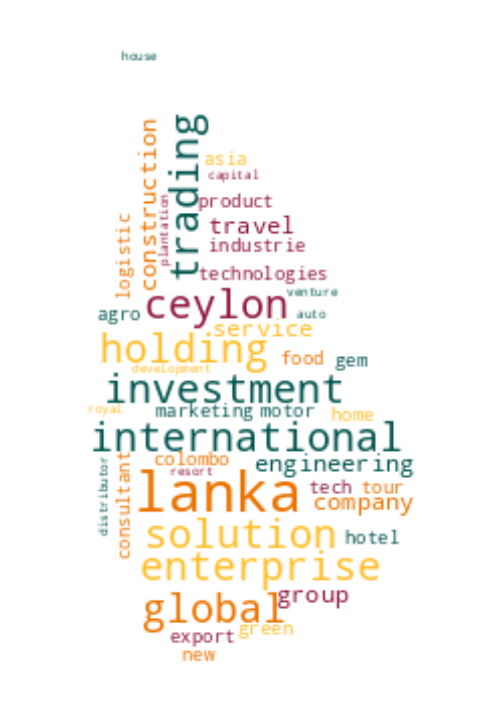 house
construction
trading
asia
capital
plantation
product
logistic
travel
industrie
technologies
venture
ceylon
agro
auto
service
holding
food
gem
development
investment
royal
marketing
motor
home
international
distributor
consultant
colombo
engineering
resort
lanka
tech
tour
company
solution
hotel
enterprise
global
group
export
green
new